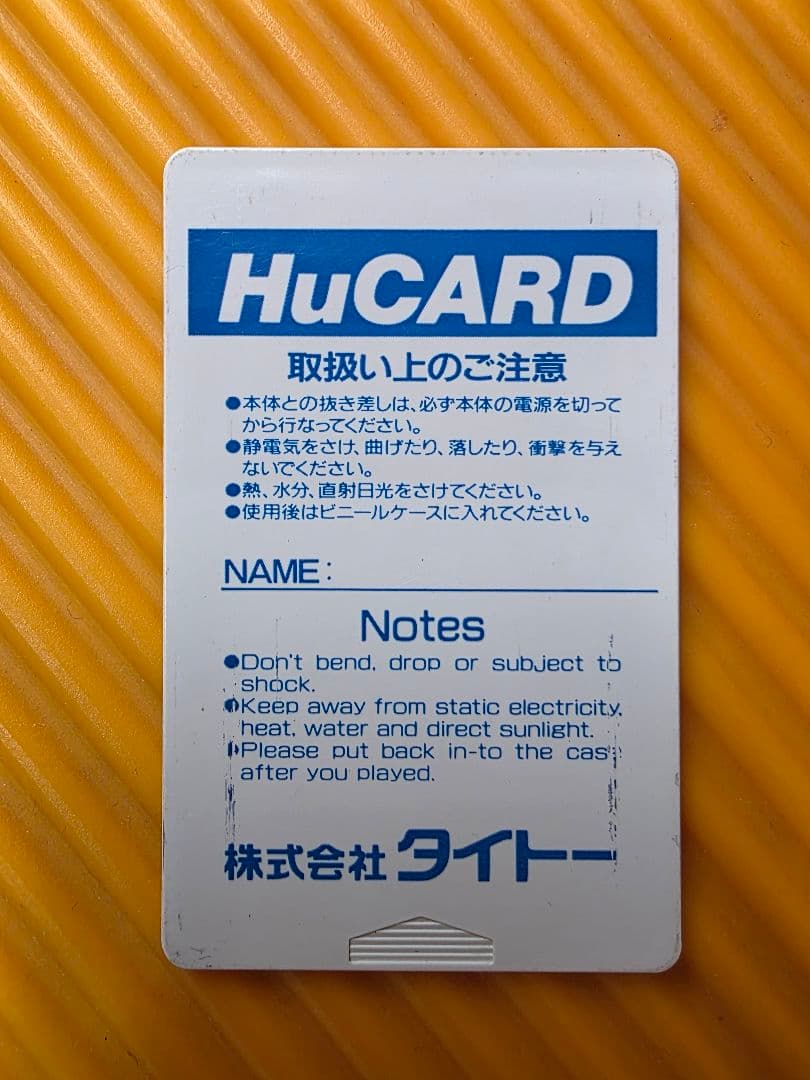 HuCARD
取扱い上のご注意
●本体との抜き差しは、必ず本体の電源を切って
から行なってください。
●静電気をさけ、曲げたり、落したり、衝撃を与え
ないでください。
●熱、水分、直射日光をさけてください。
●使用後はビニールケースに入れてください。
NAME:
Notes
●Don't bend, drop or subject to
shock.
●Keep away from static electricity,
heat, water and direct sunlight.
●Please put back in-to the case
after you played.
株式会社タイトー